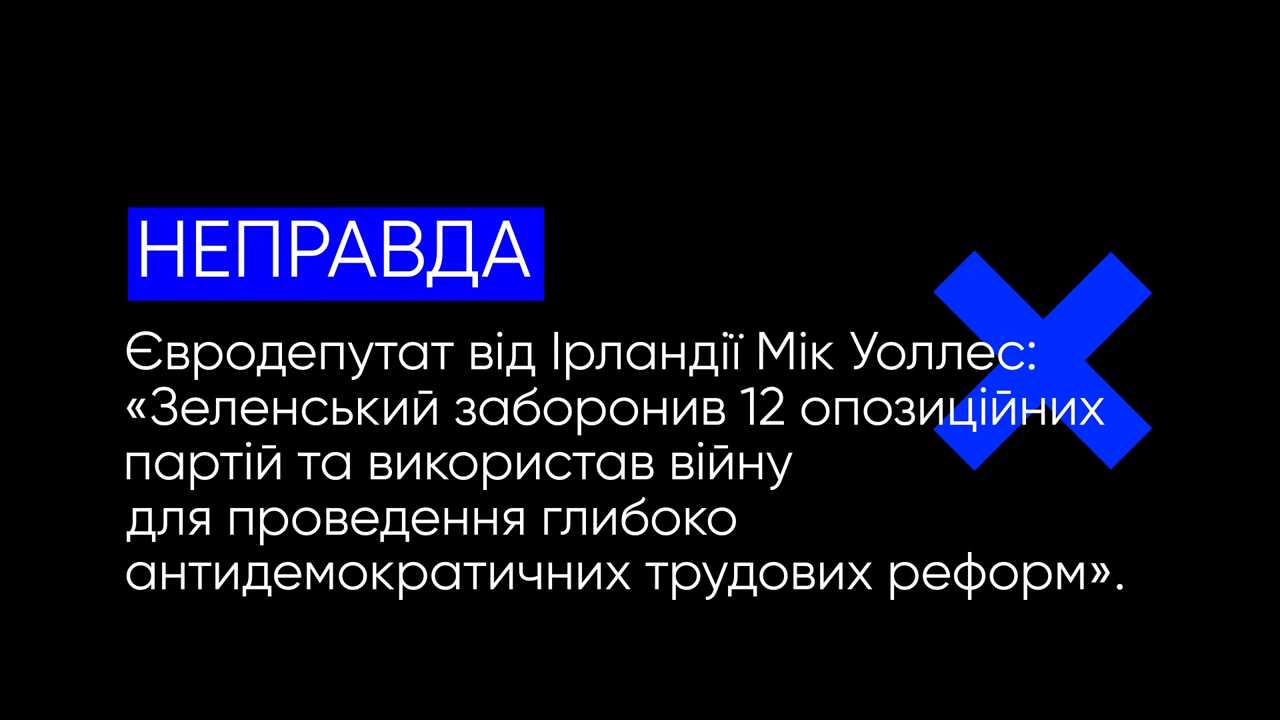 НЕПРАВДА
Євродепутат від Ірландії Мік Уоллес:
«Зеленський заборонив 12 опозиційних
партій та використав війну
для проведення глибоко
антидемократичних трудових реформ».